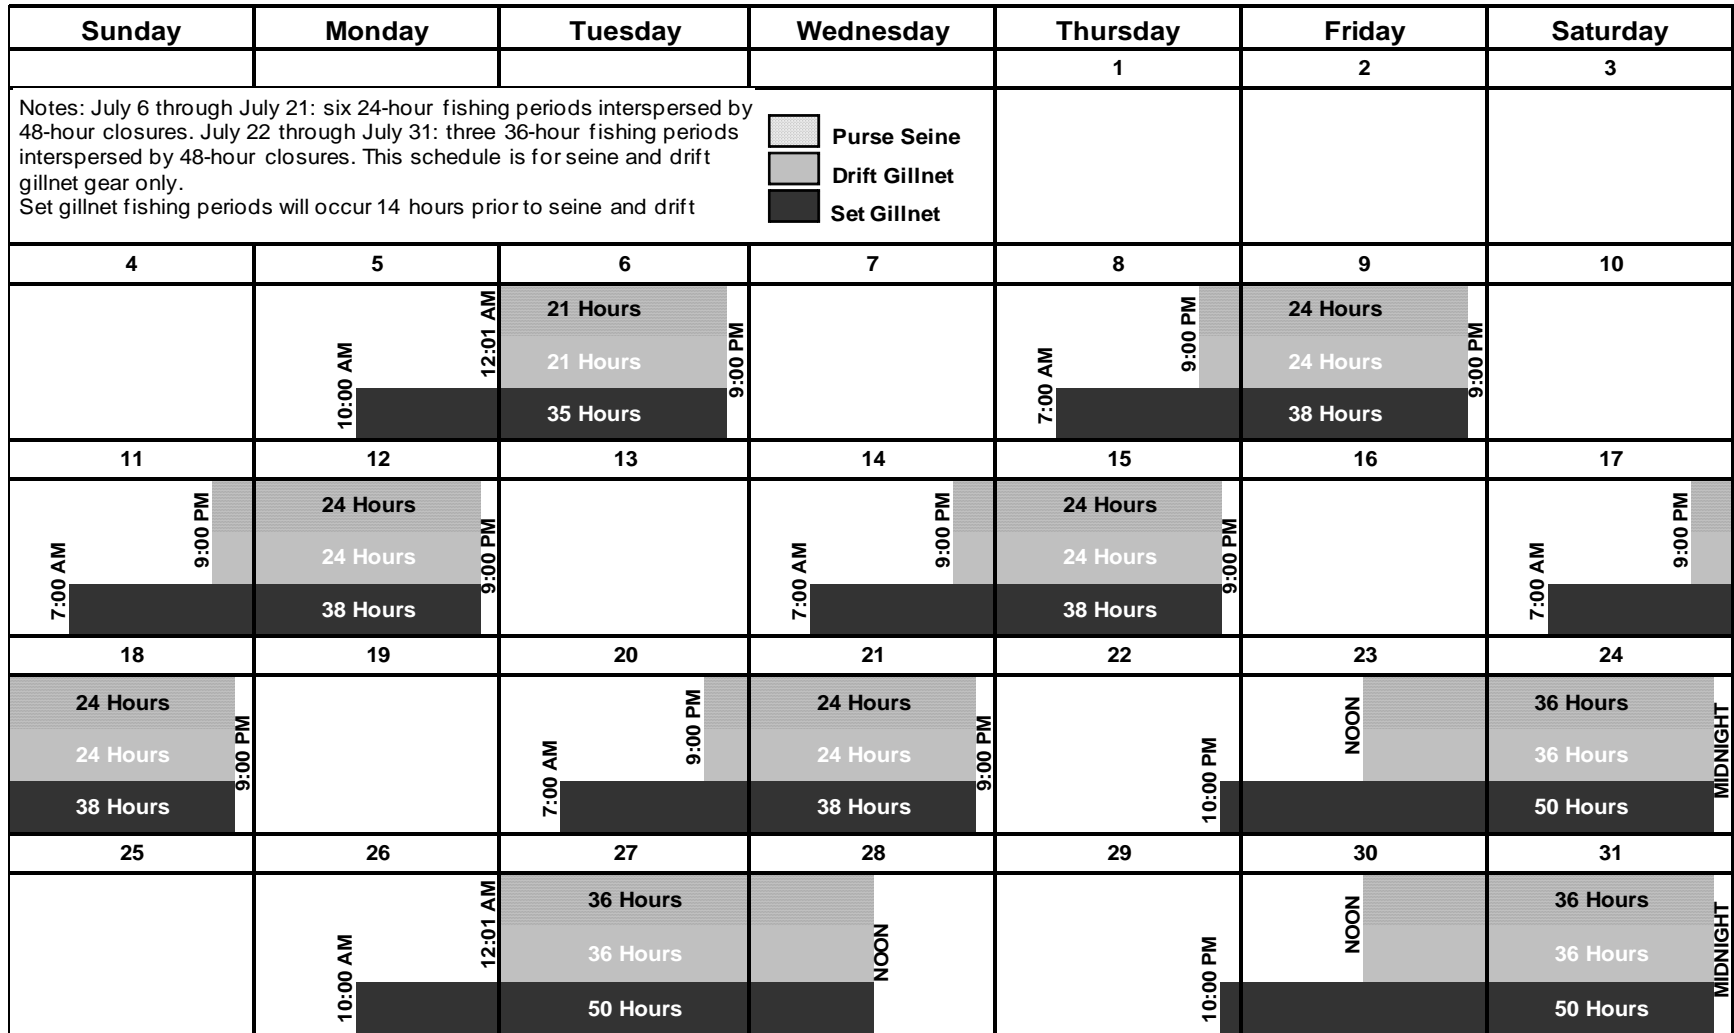 Sunday Monday Tuesday Wednesday Thursday Friday Saturday
1 2 3
Notes: July 6 through July 21: six 24-hour fishing periods interspersed by
48-hour closures. July 22 through July 31: three 36-hour fishing periods
interspersed by 48-hour closures. This schedule is for seine and drift
gillnet gear only.
Set gillnet fishing periods will occur 14 hours prior to seine and drift
Purse Seine
Drift Gillnet
Set Gillnet
4 5 6 7 8 9 10
10:00 AM
12:01 AM
21 Hours
21 Hours
35 Hours
9:00 PM
7:00 AM
9:00 PM
24 Hours
24 Hours
38 Hours
9:00 PM
11 12 13 14 15 16 17
7:00 AM
9:00 PM
24 Hours
24 Hours
38 Hours
9:00 PM
7:00 AM
9:00 PM
24 Hours
24 Hours
38 Hours
9:00 PM
7:00 AM
9:00 PM
18 19 20 21 22 23 24
24 Hours
24 Hours
38 Hours
9:00 PM
7:00 AM
9:00 PM
24 Hours
24 Hours
38 Hours
9:00 PM
10:00 PM
NOON
36 Hours
36 Hours
50 Hours
MIDNIGHT
25 26 27 28 29 30 31
10:00 AM
12:01 AM
36 Hours
36 Hours
50 Hours
NOON
10:00 PM
NOON
36 Hours
36 Hours
50 Hours
MIDNIGHT